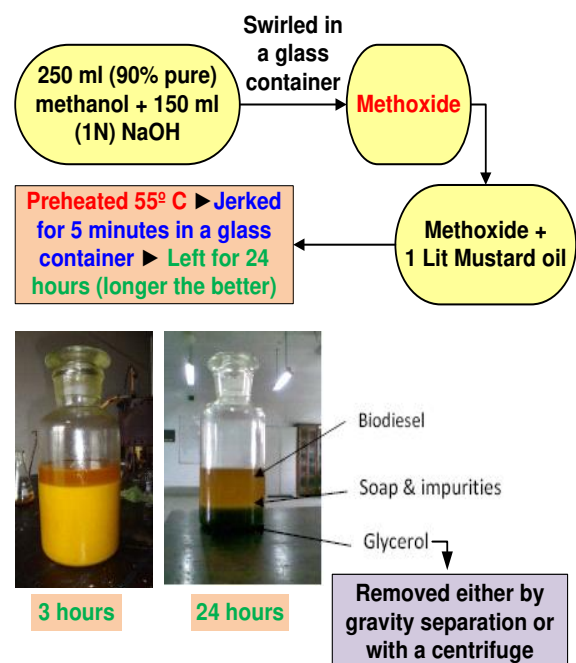 Swirled in
a glass
container
250 ml (90% pure)
methanol + 150 ml
(1N) NaOH
Methoxide
Preheated 55º C ►Jerked
for 5 minutes in a glass
container ► Left for 24
hours (longer the better)
Methoxide +
1 Lit Mustard oil
Biodiesel
Soap & impurities
Glycerol
3 hours
24 hours
Removed either by
gravity separation or
with a centrifuge